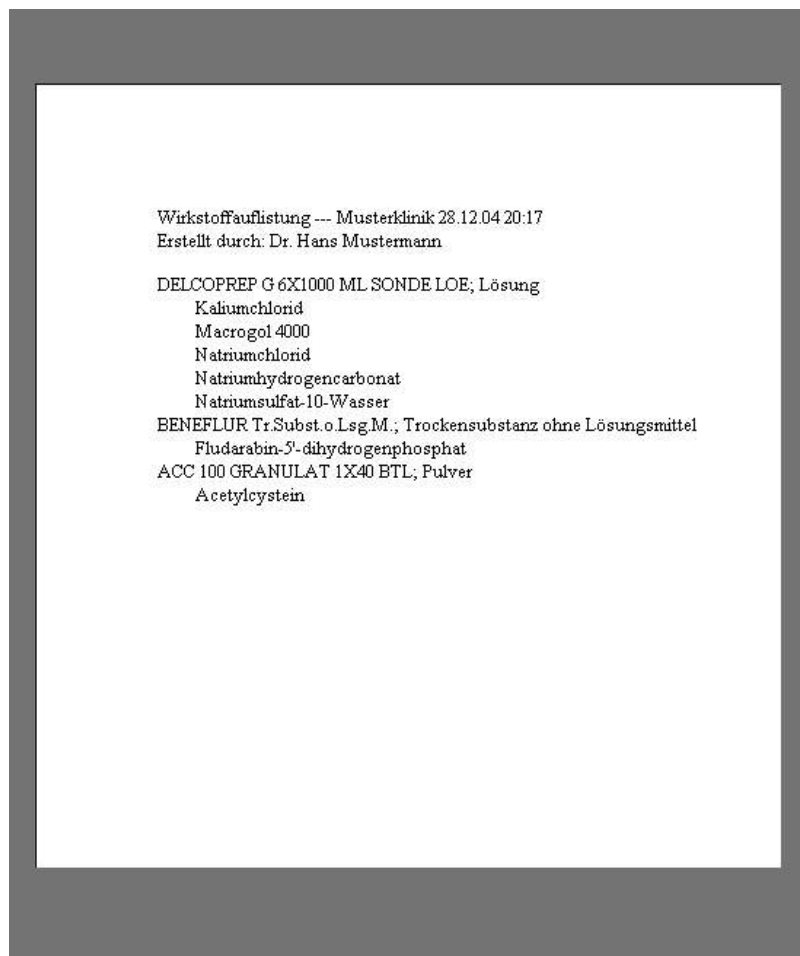 Wirkstoffauflistung --- Musterklinik 28.12.04 20:17
Erstellt durch: Dr. Hans Mustermann
DELCOPREP G 6X1000 ML SONDE LOE; Lösung
Kaliumchlorid
Macrogol 4000
Natriumchlorid
Natriumhydrogencarbonat
Natriumsulfat-10-Wasser
BENEFLUR Tr.Subst.o.Lsg.M.; Trockensubstanz ohne Lösungsmittel
Fludarabin-5'-dihydrogenphosphat
ACC 100 GRANULAT 1X40 BTL; Pulver
Acetylcystein